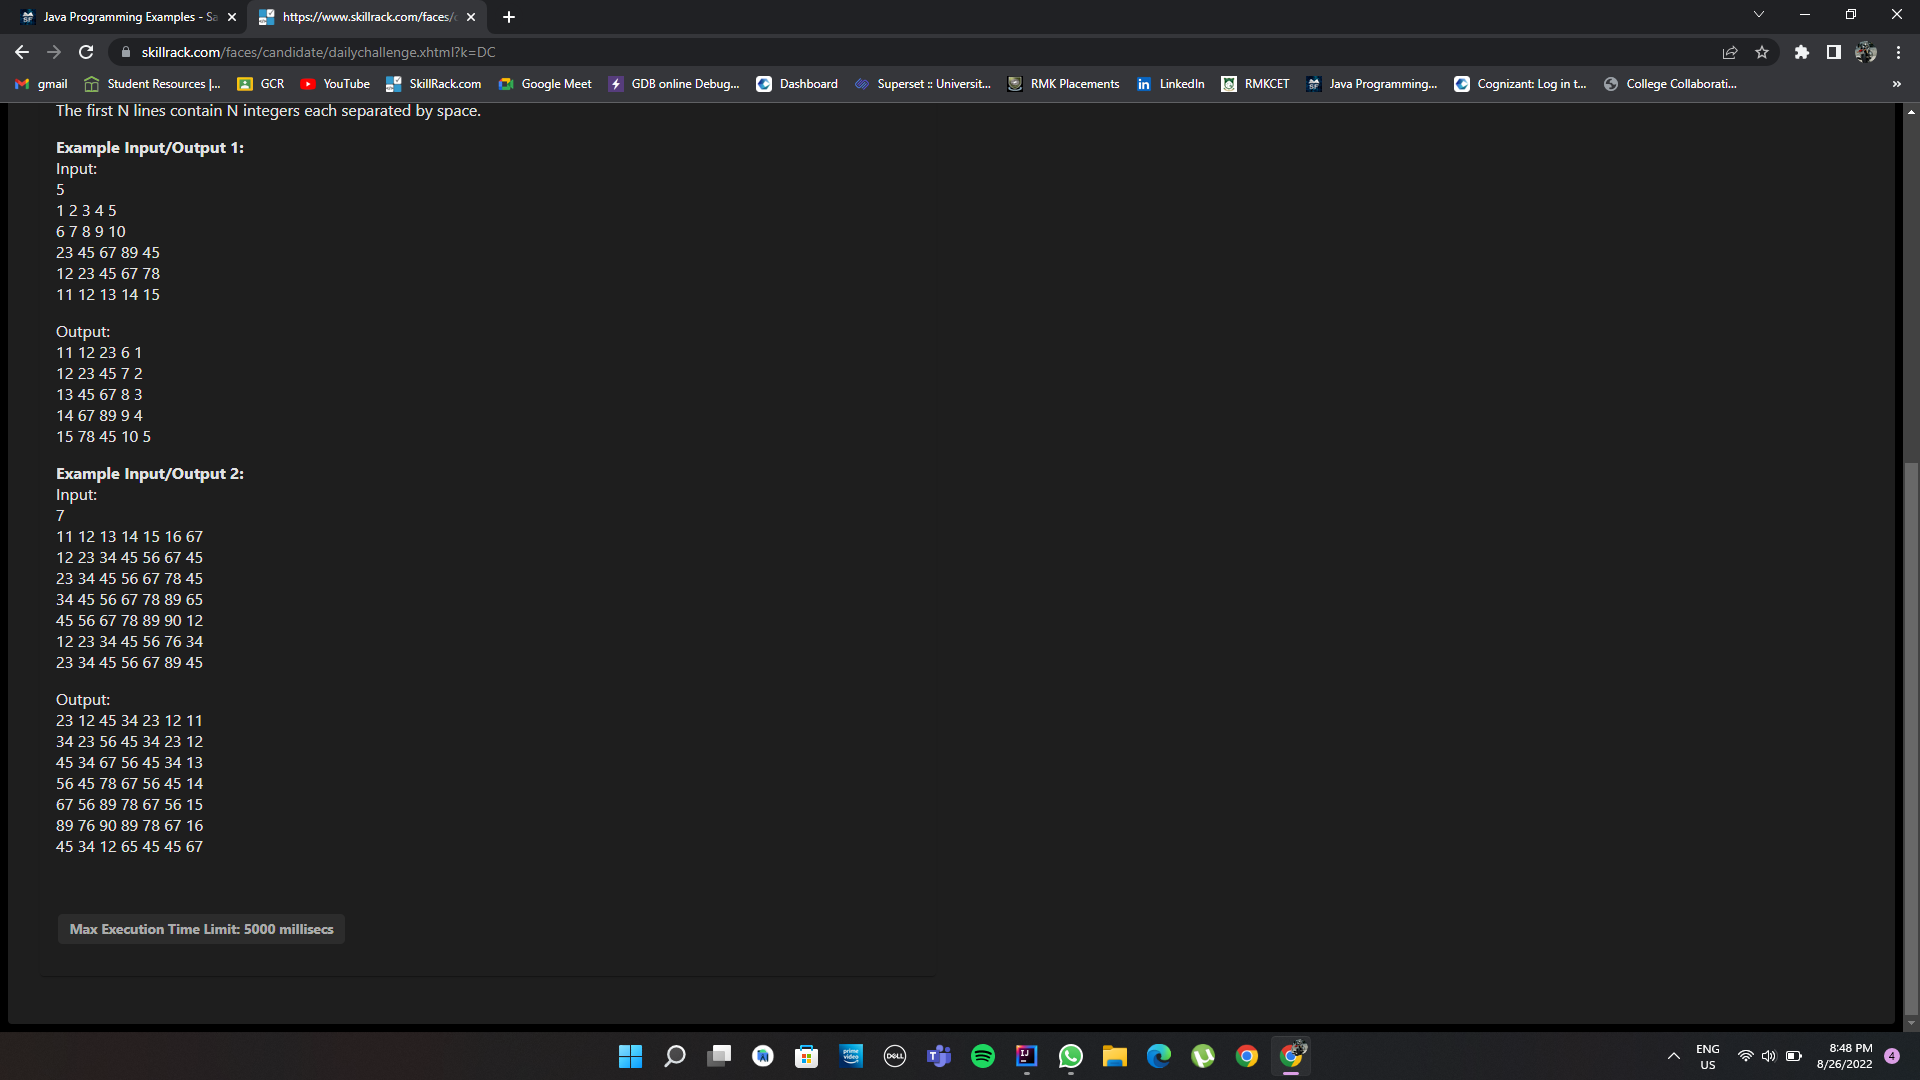 Java Programming Examples - Sa
https://www.skillrack.com/faces/c
skillrack.com/faces/candidate/dailychallenge.xhtml?k=DC
gmail
Student Resources |...
GCR
YouTube
SkillRack.com
Google Meet
GDB online Debug...
Dashboard
Superset :: Universit...
RMK Placements
LinkedIn
RMKCET
Java Programming...
Cognizant: Log in t...
College Collaborati...
»
The first N lines contain N integers each separated by space.
Example Input/Output 1:
Input:
5
1 2 3 4 5
6 7 8 9 10
23 45 67 89 45
12 23 45 67 78
11 12 13 14 15
Output:
11 12 23 6 1
12 23 45 7 2
13 45 67 8 3
14 67 89 9 4
15 78 45 10 5
Example Input/Output 2:
Input:
7
11 12 13 14 15 16 67
12 23 34 45 56 67 45
23 34 45 56 67 78 45
34 45 56 67 78 89 65
45 56 67 78 89 90 12
12 23 34 45 56 76 34
23 34 45 56 67 89 45
Output:
23 12 45 34 23 12 11
34 23 56 45 34 23 12
45 34 67 56 45 34 13
56 45 78 67 56 45 14
67 56 89 78 67 56 15
89 76 90 89 78 67 16
45 34 12 65 45 45 67
Max Execution Time Limit: 5000 millisecs
prime video
DELL
IJ
ENG
US
8:48 PM
8/26/2022
4